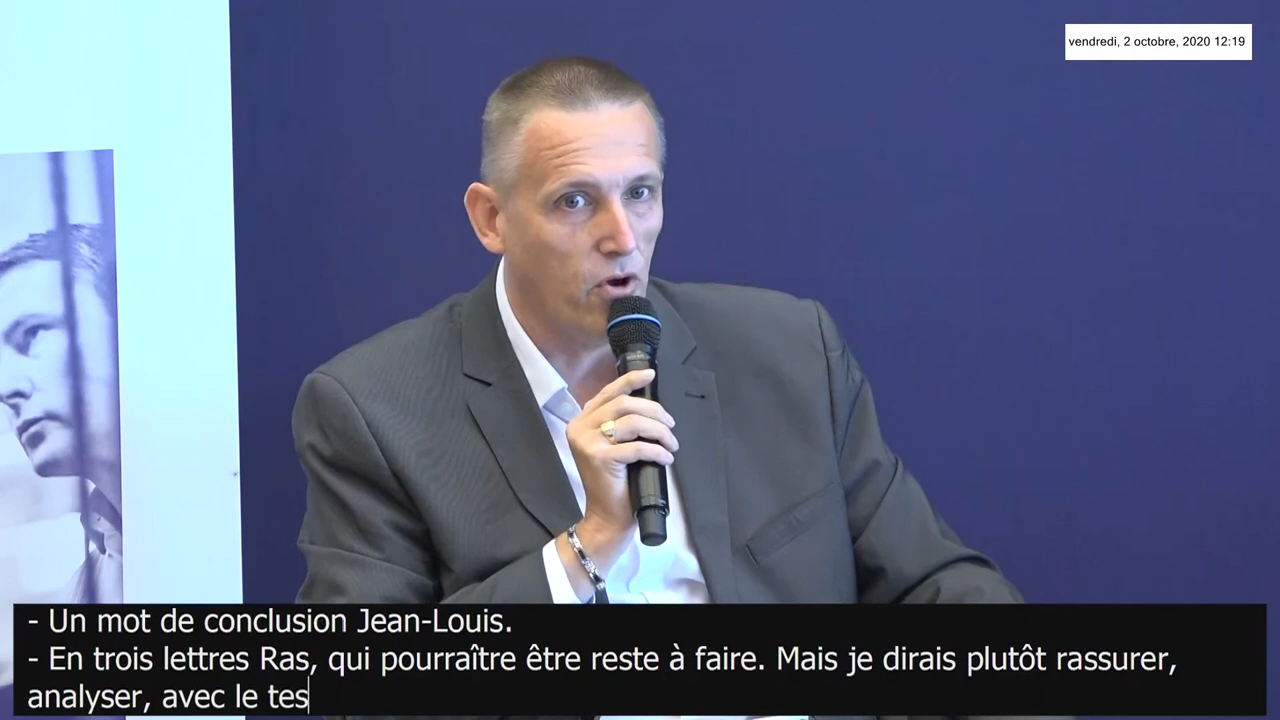 vendredi, 2 octobre, 2020 12:19
- Un mot de conclusion Jean-Louis.
- En trois lettres Ras, qui pourraître être reste à faire. Mais je dirais plutôt rassurer,
analyser, avec le tes